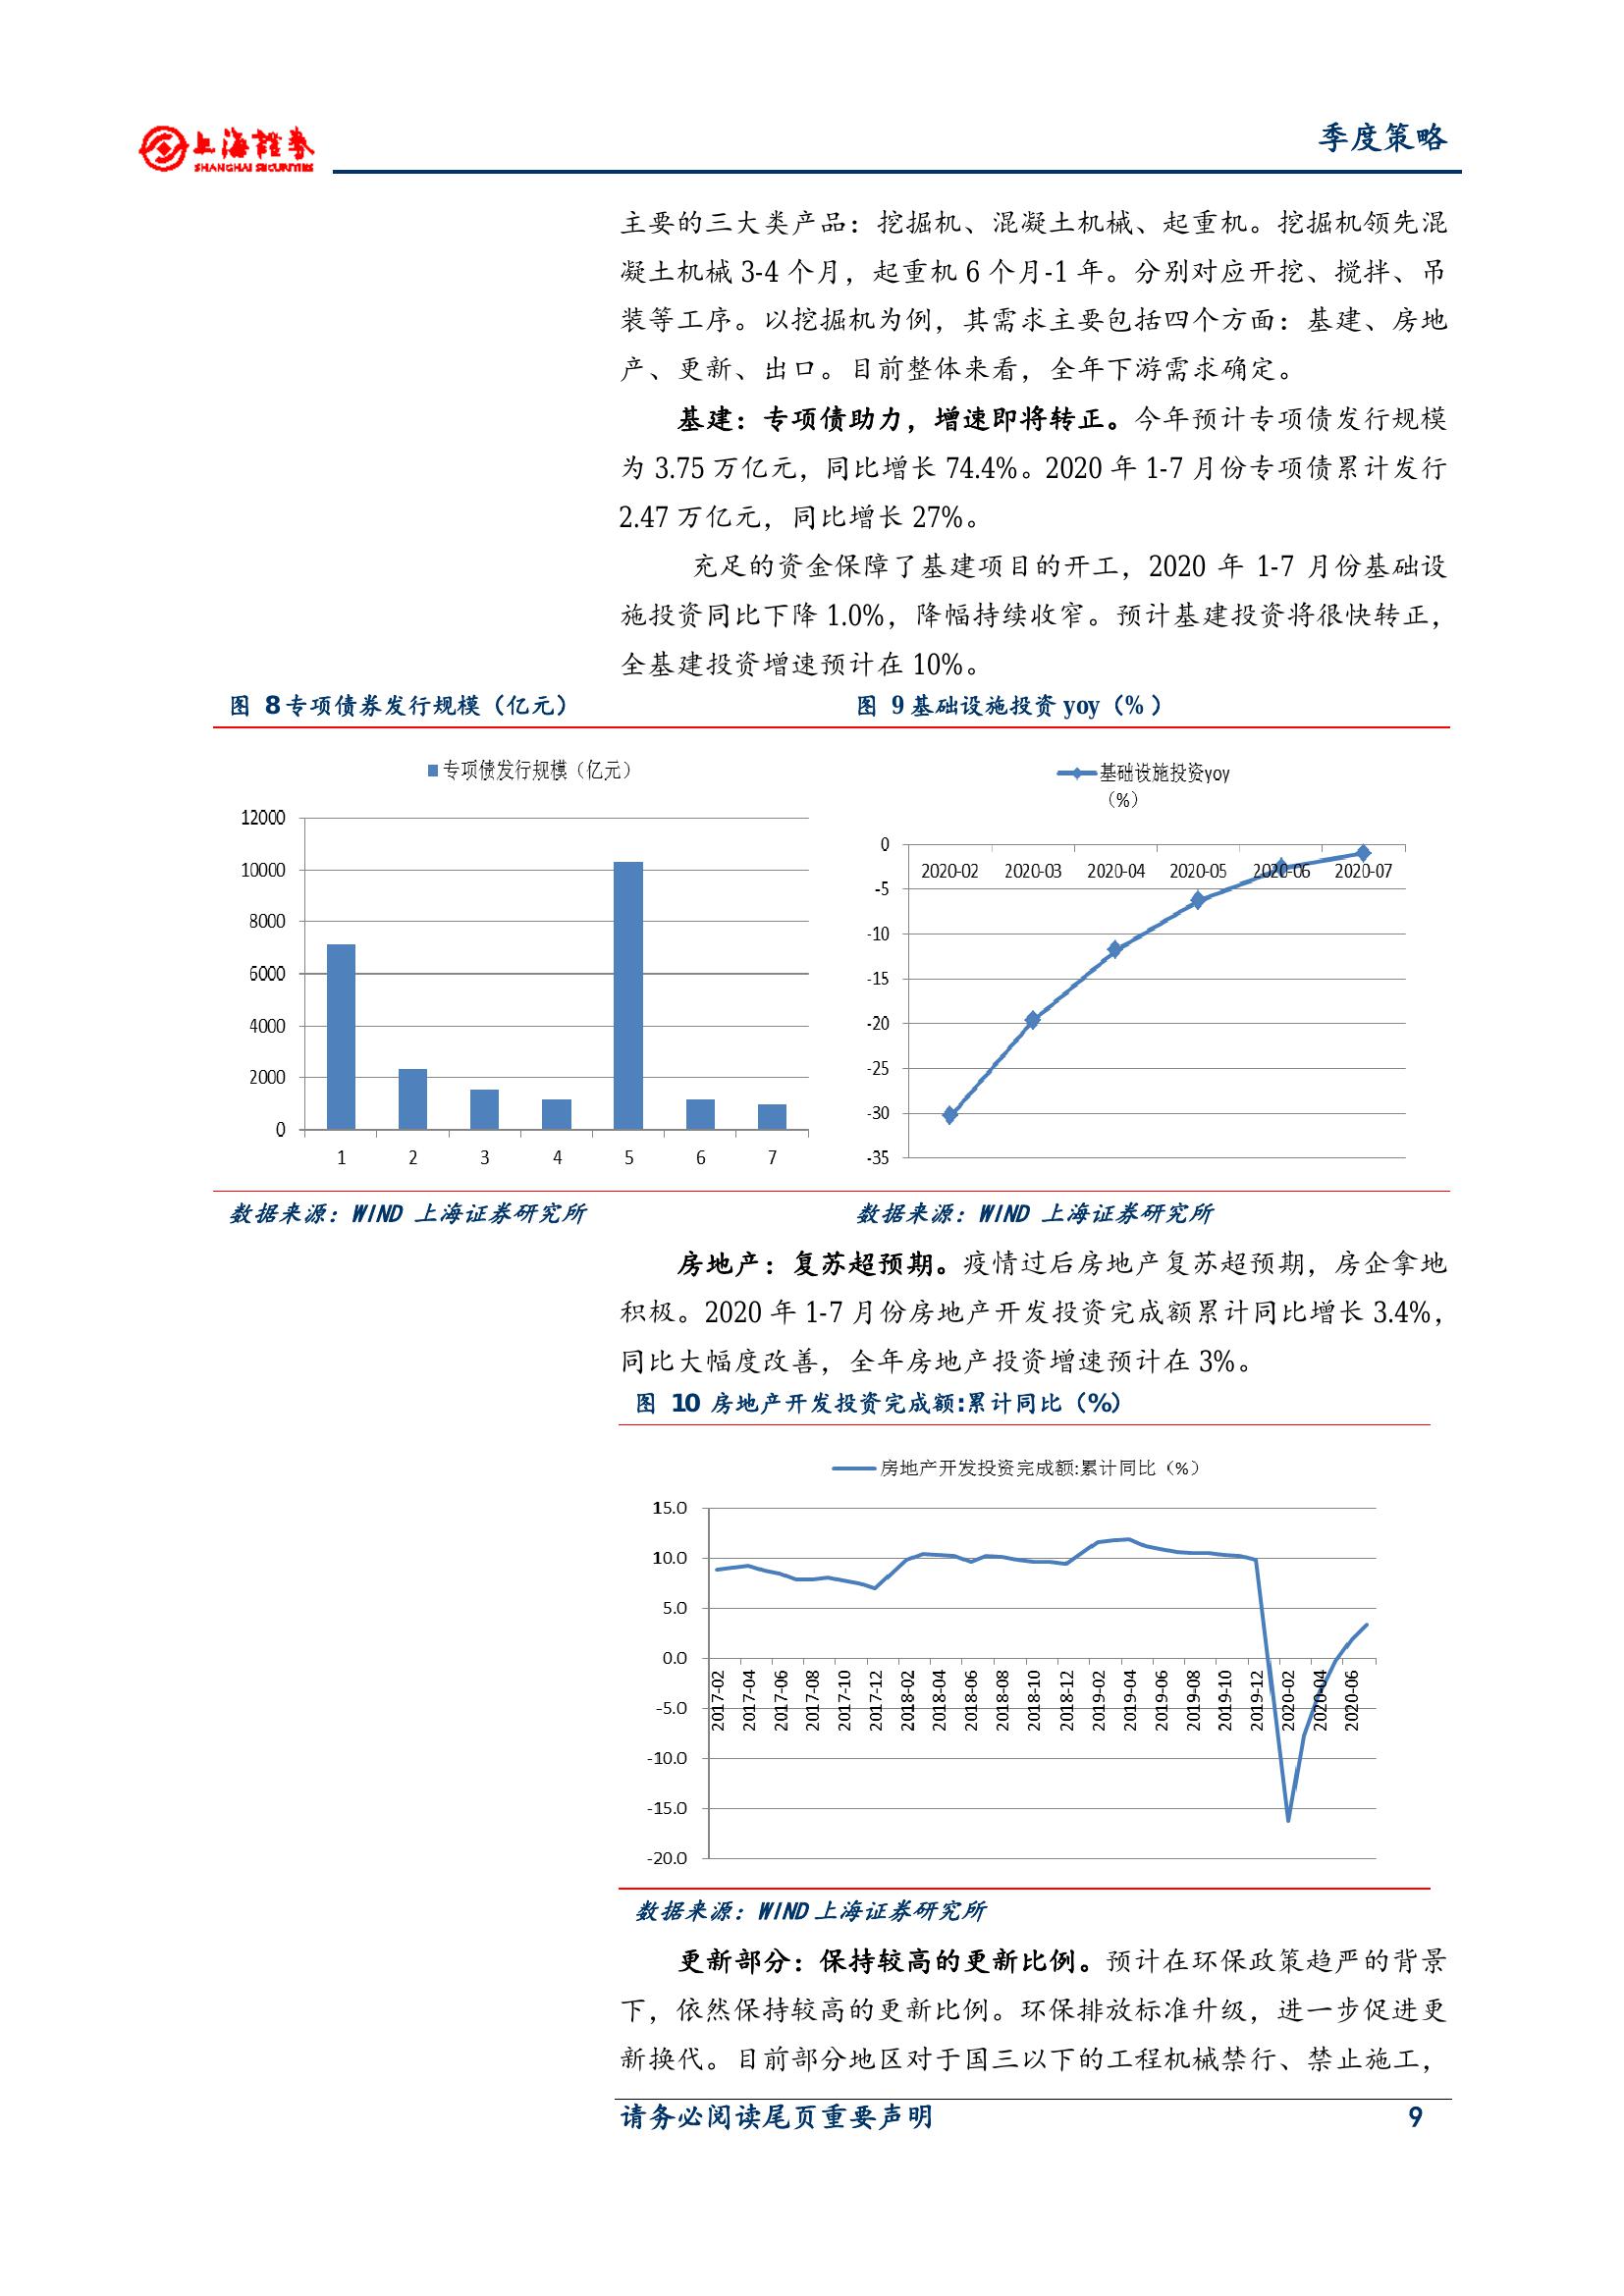 上海證券
SHANGHAI SECURITIES
季度策略
主要的三大类产品：挖掘机、混凝土机械、起重机。挖掘机领先混
凝土机械 3-4 个月，起重机 6 个月-1 年。分别对应开挖、搅拌、吊
装等工序。以挖掘机为例，其需求主要包括四个方面：基建、房地
产、更新、出口。目前整体来看，全年下游需求确定。
基建：专项债助力，增速即将转正。今年预计专项债发行规模
为 3.75 万亿元，同比增长 74.4%。2020 年 1-7 月份专项债累计发行
2.47 万亿元，同比增长 27%。
充足的资金保障了基建项目的开工，2020 年 1-7 月份基础设
施投资同比下降 1.0%，降幅持续收窄。预计基建投资将很快转正，
全基建投资增速预计在 10%。
图 8 专项债券发行规模（亿元）
专项债发行规模（亿元）
12000
10000
8000
6000
4000
2000
0
1 2 3 4 5 6 7
数据来源：WIND 上海证券研究所
图 9 基础设施投资 yoy（%）
基础设施投资yoy
（%）
0
2020-02 2020-03 2020-04 2020-05 2020-06 2020-07
-5
-10
-15
-20
-25
-30
-35
数据来源：WIND 上海证券研究所
房地产：复苏超预期。疫情过后房地产复苏超预期，房企拿地
积极。2020 年 1-7 月份房地产开发投资完成额累计同比增长 3.4%，
同比大幅度改善，全年房地产投资增速预计在 3%。
图 10 房地产开发投资完成额:累计同比（%）
房地产开发投资完成额:累计同比（%）
15.0
10.0
5.0
0.0
-5.0
-10.0
-15.0
-20.0
2017-02 2017-04 2017-06 2017-08 2017-10 2017-12 2018-02 2018-04 2018-06 2018-08 2018-10 2018-12 2019-02 2019-04 2019-06 2019-08 2019-10 2019-12 2020-02 2020-04 2020-06
数据来源：WIND 上海证券研究所
更新部分：保持较高的更新比例。预计在环保政策趋严的背景
下，依然保持较高的更新比例。环保排放标准升级，进一步促进更
新换代。目前部分地区对于国三以下的工程机械禁行、禁止施工，
请务必阅读尾页重要声明
9